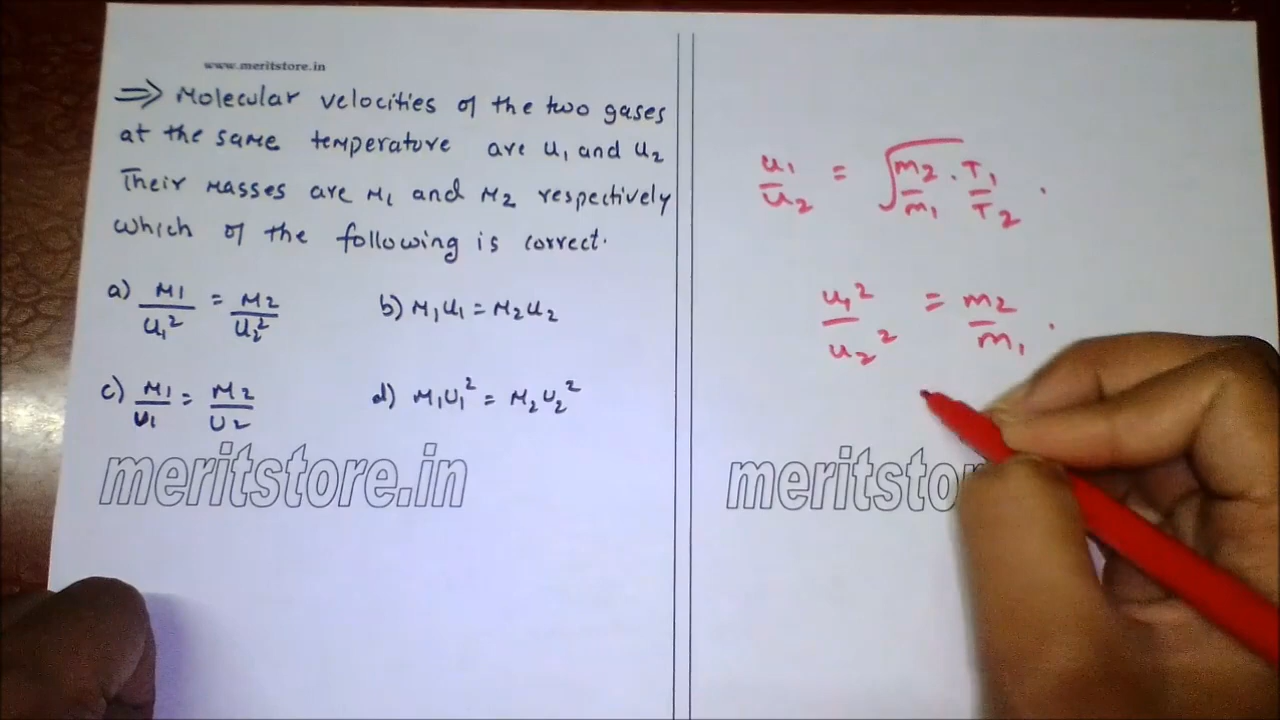 www.meritstore.in
⇒ Molecular velocities of the two gases
at the same temperature are u₁ and u₂
Their masses are M₁ and M₂ respectively
which of the following is correct.
a) M1/U₁² = M2/U₂² b) M₁U₁ = M₂U₂
c) M1/U1 = M2/U2 d) M₁U₁² = M₂U₂²
meritstore.in
u₁/u₂ = √(m₂/m₁ . T₁/T₂) .
u₁²/u₂² = m₂/m₁ .